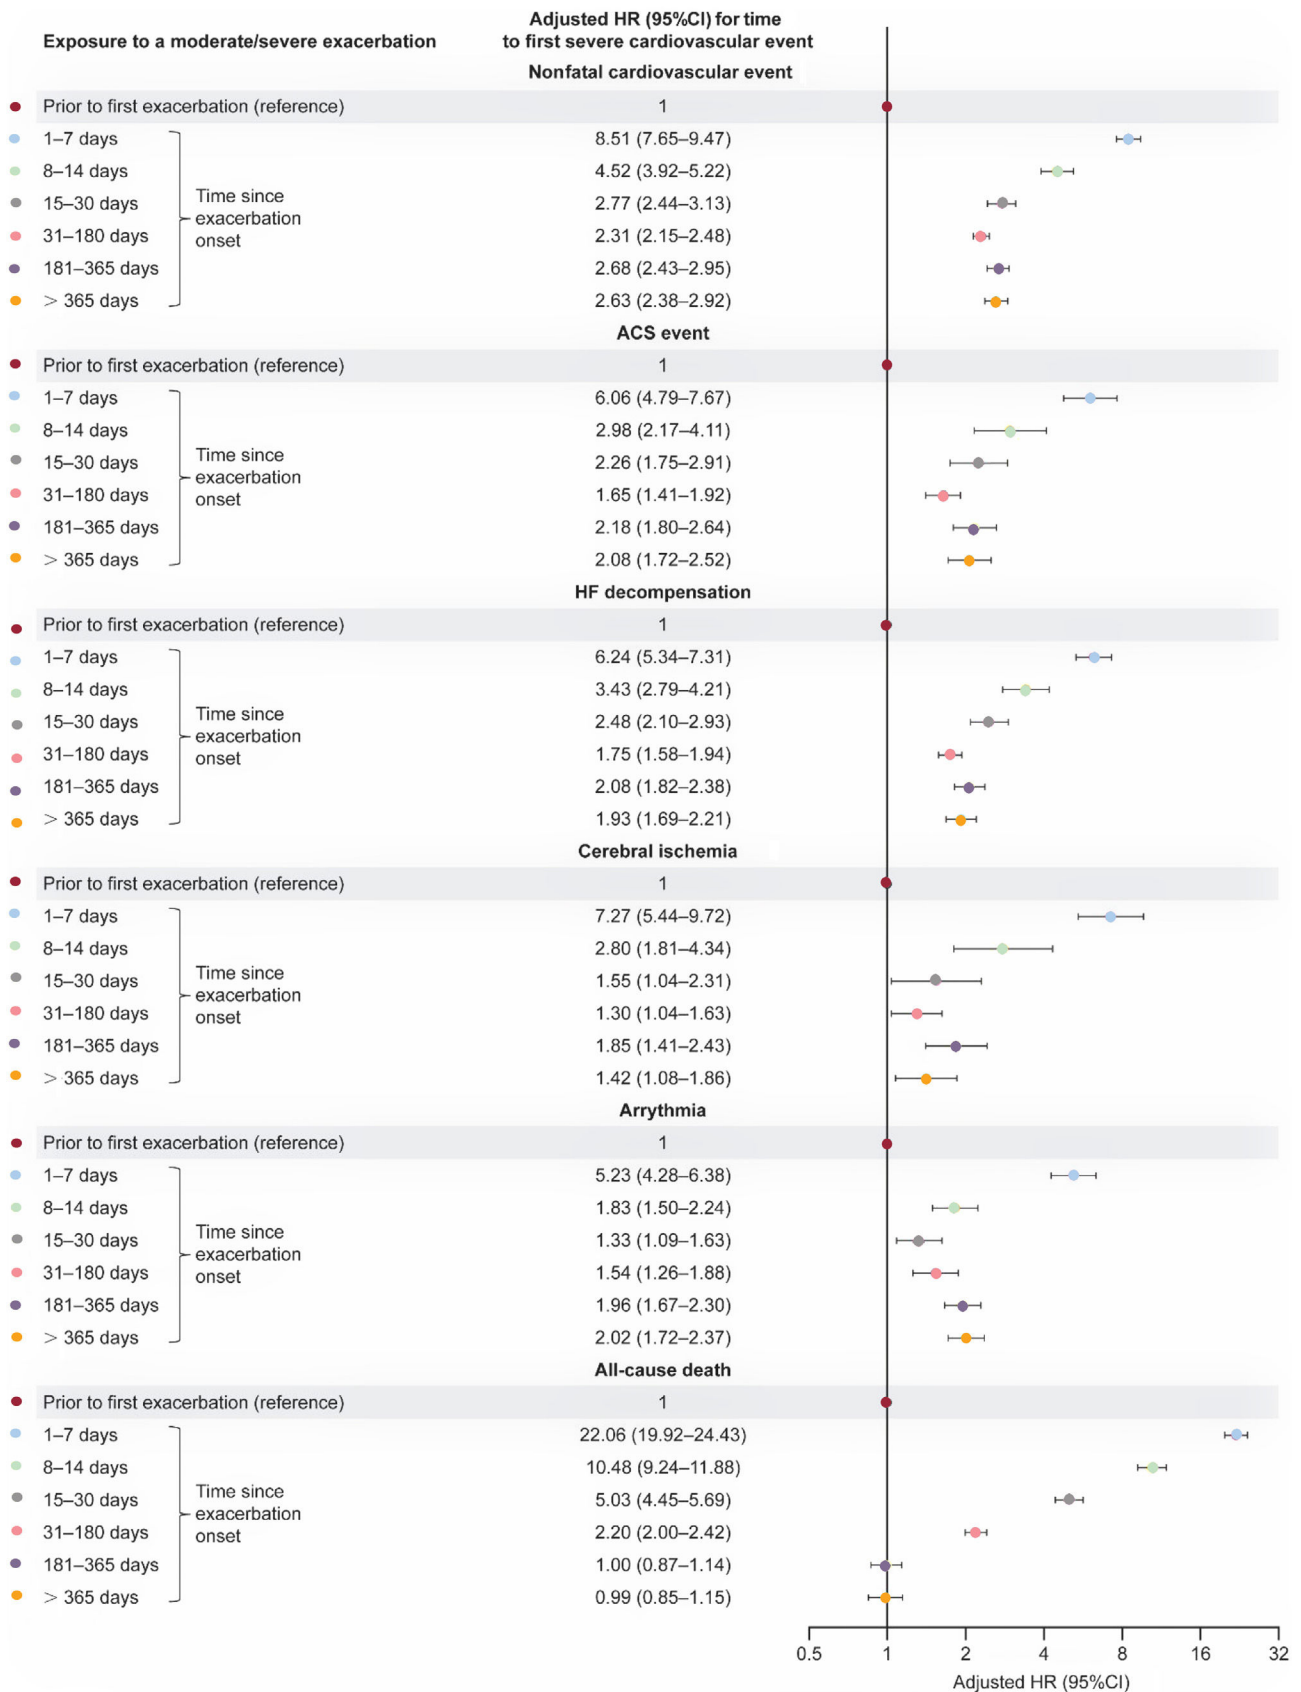 Exposure to a moderate/severe exacerbation
Adjusted HR (95%CI) for time
to first severe cardiovascular event
Nonfatal cardiovascular event
Prior to first exacerbation (reference) 1
1–7 days 8.51 (7.65–9.47)
8–14 days 4.52 (3.92–5.22)
15–30 days 2.77 (2.44–3.13)
31–180 days 2.31 (2.15–2.48)
181–365 days 2.68 (2.43–2.95)
> 365 days 2.63 (2.38–2.92)
Time since
exacerbation
onset
ACS event
Prior to first exacerbation (reference) 1
1–7 days 6.06 (4.79–7.67)
8–14 days 2.98 (2.17–4.11)
15–30 days 2.26 (1.75–2.91)
31–180 days 1.65 (1.41–1.92)
181–365 days 2.18 (1.80–2.64)
> 365 days 2.08 (1.72–2.52)
Time since
exacerbation
onset
HF decompensation
Prior to first exacerbation (reference) 1
1–7 days 6.24 (5.34–7.31)
8–14 days 3.43 (2.79–4.21)
15–30 days 2.48 (2.10–2.93)
31–180 days 1.75 (1.58–1.94)
181–365 days 2.08 (1.82–2.38)
> 365 days 1.93 (1.69–2.21)
Time since
exacerbation
onset
Cerebral ischemia
Prior to first exacerbation (reference) 1
1–7 days 7.27 (5.44–9.72)
8–14 days 2.80 (1.81–4.34)
15–30 days 1.55 (1.04–2.31)
31–180 days 1.30 (1.04–1.63)
181–365 days 1.85 (1.41–2.43)
> 365 days 1.42 (1.08–1.86)
Time since
exacerbation
onset
Arrythmia
Prior to first exacerbation (reference) 1
1–7 days 5.23 (4.28–6.38)
8–14 days 1.83 (1.50–2.24)
15–30 days 1.33 (1.09–1.63)
31–180 days 1.54 (1.26–1.88)
181–365 days 1.96 (1.67–2.30)
> 365 days 2.02 (1.72–2.37)
Time since
exacerbation
onset
All-cause death
Prior to first exacerbation (reference) 1
1–7 days 22.06 (19.92–24.43)
8–14 days 10.48 (9.24–11.88)
15–30 days 5.03 (4.45–5.69)
31–180 days 2.20 (2.00–2.42)
181–365 days 1.00 (0.87–1.14)
> 365 days 0.99 (0.85–1.15)
Time since
exacerbation
onset
0.5 1 2 4 8 16 32
Adjusted HR (95%CI)